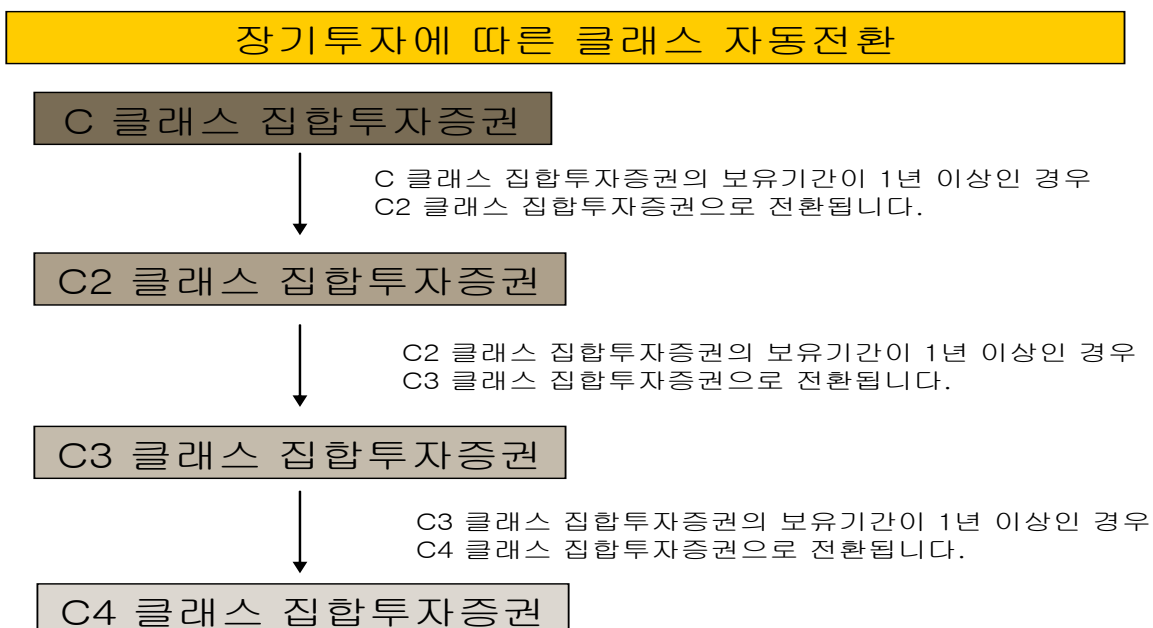 장기투자에 따른 클래스 자동전환
C 클래스 집합투자증권
C 클래스 집합투자증권의 보유기간이 1년 이상인 경우
C2 클래스 집합투자증권으로 전환됩니다.
C2 클래스 집합투자증권
C2 클래스 집합투자증권의 보유기간이 1년 이상인 경우
C3 클래스 집합투자증권으로 전환됩니다.
C3 클래스 집합투자증권
C3 클래스 집합투자증권의 보유기간이 1년 이상인 경우
C4 클래스 집합투자증권으로 전환됩니다.
C4 클래스 집합투자증권